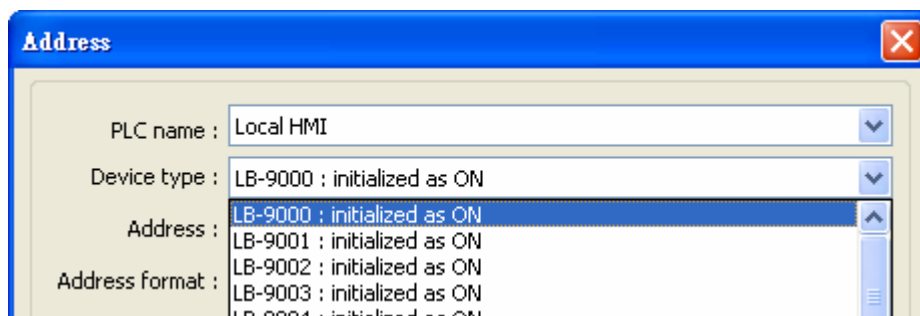 Address
PLC name : Local HMI
Device type : LB-9000 : initialized as ON
LB-9000 : initialized as ON
Address :
LB-9001 : initialized as ON
LB-9002 : initialized as ON
Address format :
LB-9003 : initialized as ON